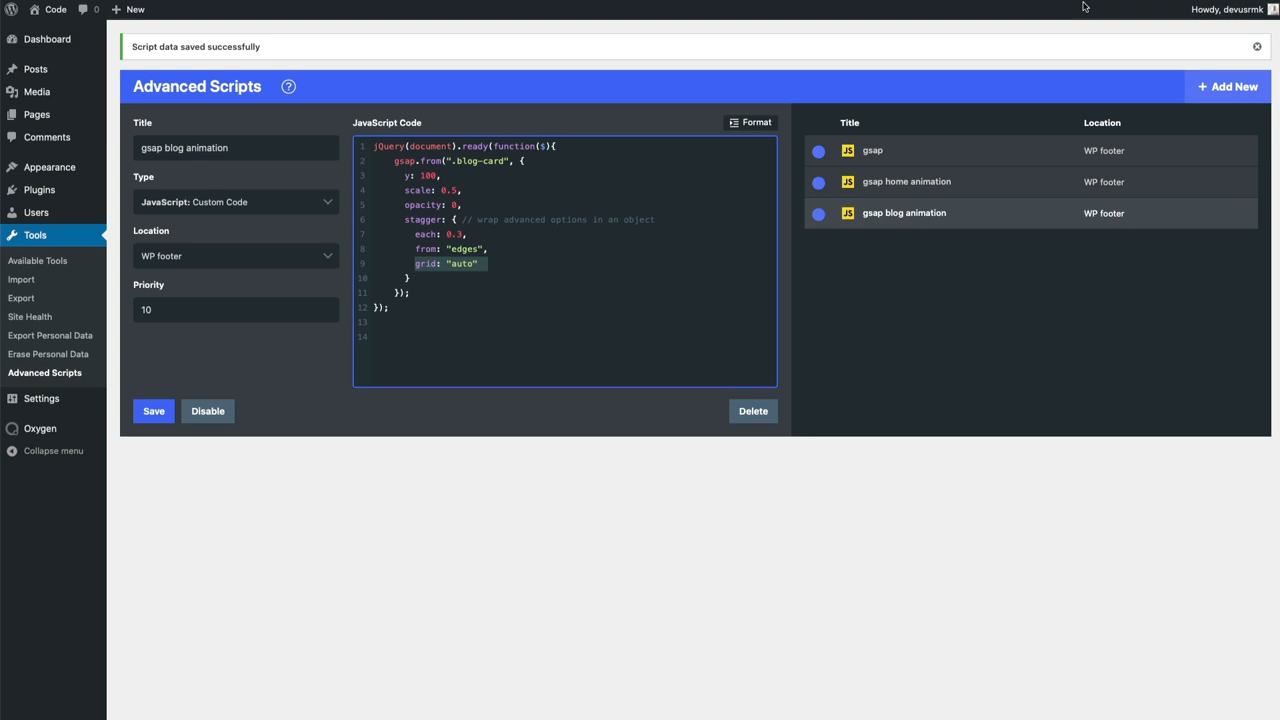 Code 0 New Howdy, devusrmk
Dashboard
Posts
Media
Pages
Comments
Appearance
Plugins
Users
Tools
Available Tools
Import
Export
Site Health
Export Personal Data
Erase Personal Data
Advanced Scripts
Settings
Oxygen
Collapse menu
Script data saved successfully
Advanced Scripts ?
+ Add New
Title
gsap blog animation
Type
JavaScript: Custom Code
Location
WP footer
Priority
10
Save Disable
JavaScript Code
Format
1 jQuery(document).ready(function($){
2 gsap.from(".blog-card", {
3 y: 100,
4 scale: 0.5,
5 opacity: 0,
6 stagger: { // wrap advanced options in an object
7 each: 0.3,
8 from: "edges",
9 grid: "auto"
10 }
11 });
12 });
13
14
Delete
Title Location
JS gsap WP footer
JS gsap home animation WP footer
JS gsap blog animation WP footer